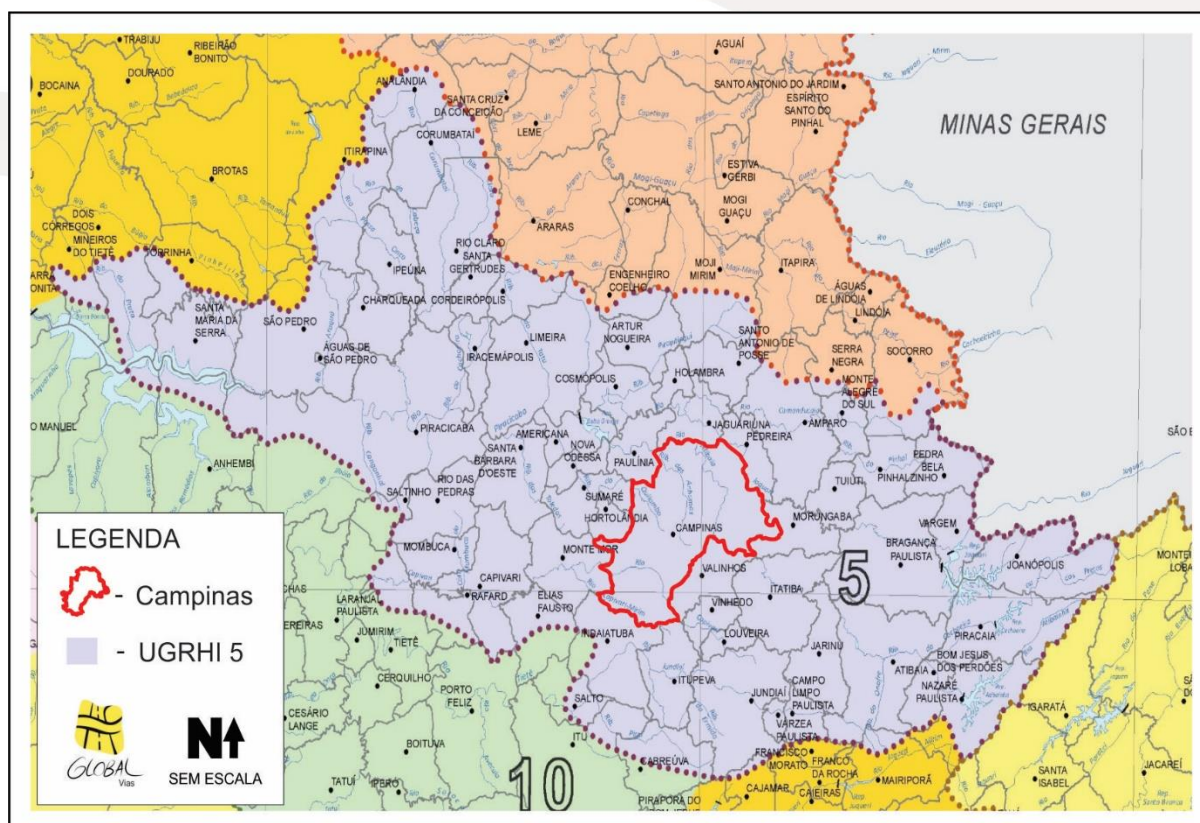 TRABIJU
RIBEIRÃO
BONITO
DOURADO
BOCAINA
BROTAS
ITIRAPINA
DOIS
CÓRREGOS
MINEIROS
DO TIETÊ
TORRINHA
ANALÂNDIA
CORUMBATAÍ
SANTA CRUZ
DA CONCEIÇÃO
LEME
AGUAÍ
SANTO ANTONIO DO JARDIM
ESPÍRITO
SANTO DO
PINHAL
MINAS GERAIS
ESTIVA
GERBI
MOGI
GUAÇU
CONCHAL
ARARAS
MOJI
MIRIM
ITAPIRA
ENGENHEIRO
COELHO
ÁGUAS
DE LINDÓIA
LINDÓIA
SOCORRO
SERRA
NEGRA
RIO CLARO
SANTA
GERTRUDES
IPEÚNA
CHARQUEADA
CORDEIRÓPOLIS
SANTA
MARIA DA
SERRA
SÃO PEDRO
ÁGUAS DE
SÃO PEDRO
LIMEIRA
IRACEMÁPOLIS
ARTUR
NOGUEIRA
SANTO
ANTONIO DE
POSSE
COSMÓPOLIS
HOLAMBRA
MONTE
ALEGRE
DO SUL
JAGUARIÚNA
PEDREIRA
AMPARO
PIRACICABA
AMERICANA
SANTA
BÁRBARA
D'OESTE
NOVA
ODESSA
PAULÍNIA
PEDRA
BELA
PINHALZINHO
TUIUTI
ANHEMBI
SALTINHO
RIO DAS
PEDRAS
SUMARÉ
HORTOLÂNDIA
CAMPINAS
MORUNGABA
VARGEM
BRAGANÇA
PAULISTA
JOANÓPOLIS
MOMBUCA
MONTE MOR
CAPIVARI
RAFARD
ELIAS
FAUSTO
VALINHOS
VINHEDO
ITATIBA
5
LOUVEIRA
INDAIATUBA
JARINU
PIRACAIA
BOM JESUS
DOS PERDÕES
ATIBAIA
NAZARÉ
PAULISTA
ITUPEVA
JUNDIAÍ
CAMPO
LIMPO
PAULISTA
VÁRZEA
PAULISTA
SALTO
ITU
CABREÚVA
LARANJAL
PAULISTA
JUMIRIM
TIETÊ
CERQUILHO
PORTO
FELIZ
CESÁRIO
LANGE
BOITUVA
TATUÍ
IPERÓ
10
FRANCISCO
MORATO
FRANCO
DA ROCHA
CAJAMAR
CAIEIRAS
MAIRIPORÃ
IGARATÁ
SANTA
ISABEL
JACAREÍ
LEGENDA
- Campinas
- UGRHI 5
GLOBAL
Vias
N
SEM ESCALA